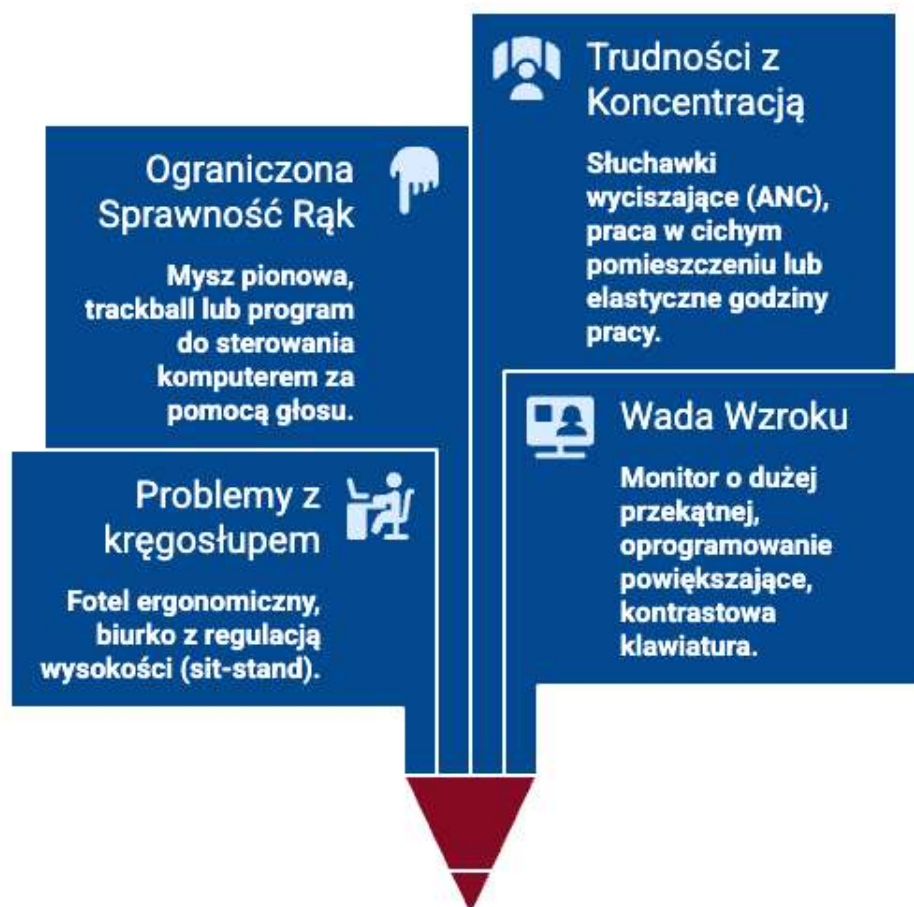 Trudności z
Koncentracją
Słuchawki
wyciszające (ANC),
praca w cichym
pomieszczeniu lub
elastyczne godziny
pracy.
Ograniczona
Sprawność Rąk
Mysz pionowa,
trackball lub program
do sterowania
komputerem za
pomocą głosu.
Wada Wzroku
Monitor o dużej
przekątnej,
oprogramowanie
powiększające,
kontrastowa
klawiatura.
Problemy z
kręgosłupem
Fotel ergonomiczny,
biurko z regulacją
wysokości (sit-stand).